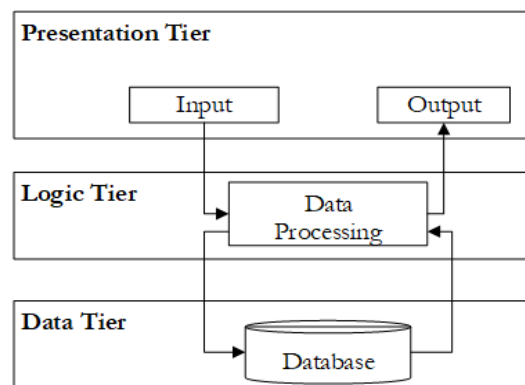 Presentation Tier
Input
Output
Logic Tier
Data
Processing
Data Tier
Database